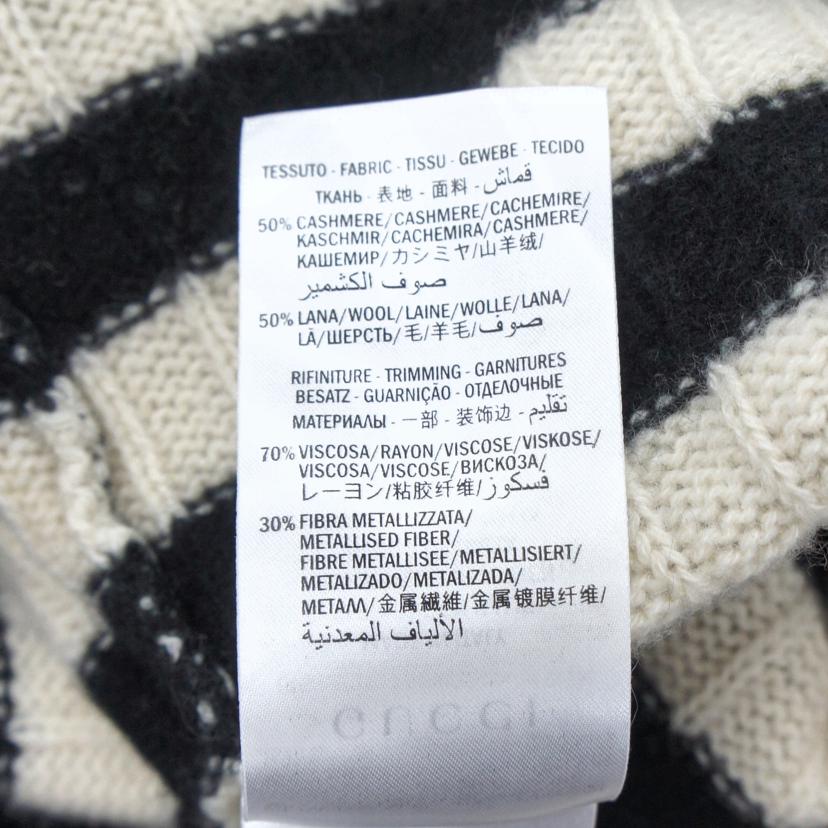 TESSUTO - FABRIC - TISSU - GEWEBE - TECIDO
ТКАНЬ - 表地 - 面料 - قماش
50% CASHMERE/CASHMERE/CACHEMIRE/
KASCHMIR/CACHEMIRA/CASHMERE/
КАШЕМИР/カシミヤ/山羊绒/
صوف الكشمير
50% LANA/WOOL/LAINE/WOLLE/LANA/
LÃ/ШЕРСТЬ/毛/羊毛/صوف
RIFINITURE - TRIMMING - GARNITURES
BESATZ - GUARNIÇÃO - ОТДЕЛОЧНЫЕ
МАТЕРИАЛЫ - 一部 - 装饰边 - تقليم
70% VISCOSA/RAYON/VISCOSE/VISKOSE/
VISCOSA/VISCOSE/ВИСКОЗА/
レーヨン/粘胶纤维/فسكوز
30% FIBRA METALLIZZATA/
METALLISED FIBER/
FIBRE METALLISEE/METALLISIERT/
METALIZADO/METALIZADA/
МЕТАЛЛ/金属繊維/金属镀膜纤维/
الألياف المعدنية
GUCCI